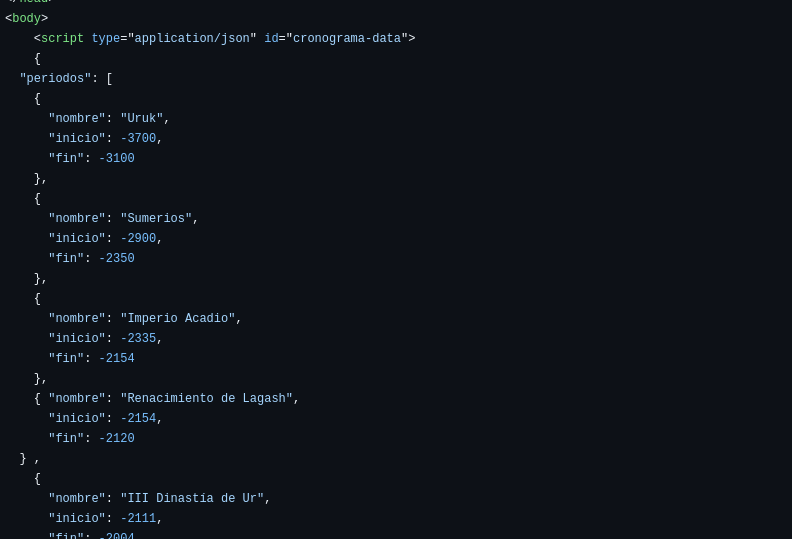 </head>
<body>
    <script type="application/json" id="cronograma-data">
    {
  "periodos": [
    {
      "nombre": "Uruk",
      "inicio": -3700,
      "fin": -3100
    },
    {
      "nombre": "Sumerios",
      "inicio": -2900,
      "fin": -2350
    },
    {
      "nombre": "Imperio Acadio",
      "inicio": -2335,
      "fin": -2154
    },
    { "nombre": "Renacimiento de Lagash",
      "inicio": -2154,
      "fin": -2120
  } ,
    {
      "nombre": "III Dinastía de Ur",
      "inicio": -2111,
      "fin": -2004